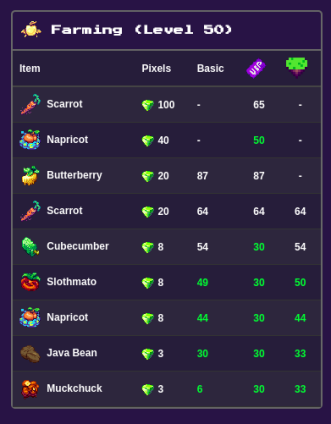 Farming (Level 50)
Item Pixels Basic VIP
Scarrot 100 - 65 -
Napricot 40 - 50 -
Butterberry 20 87 87 -
Scarrot 20 64 64 64
Cubecumber 8 54 30 54
Slothmato 8 49 30 50
Napricot 8 44 30 44
Java Bean 3 30 30 33
Muckchuck 3 6 30 33